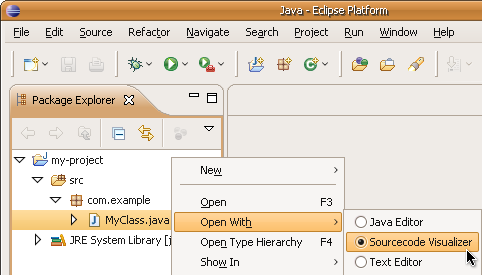 Java - Eclipse Platform
File Edit Source Refactor Navigate Search Project Run Window Help
Package Explorer
my-project
src
com.example
MyClass.java
JRE System Library [j
New
Open F3
Open With
Open Type Hierarchy F4
Show In
Java Editor
Sourcecode Visualizer
Text Editor